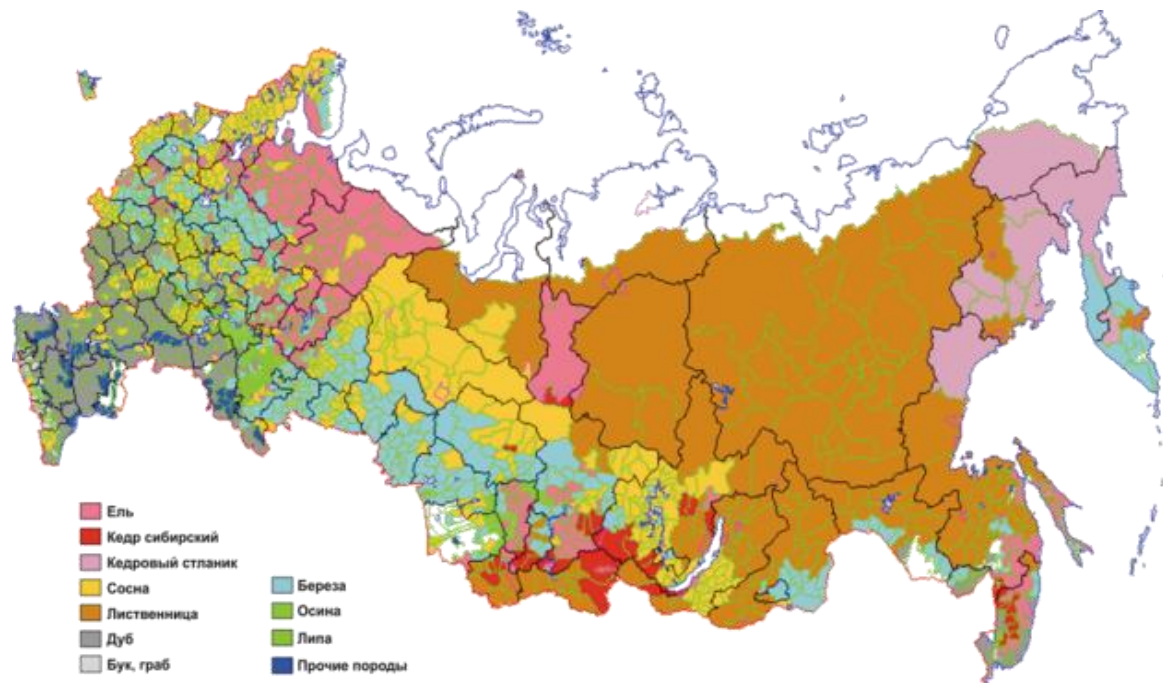 Ель
Кедр сибирский
Кедровый стланик
Сосна
Лиственница
Дуб
Бук, граб
Береза
Осина
Липа
Прочие породы